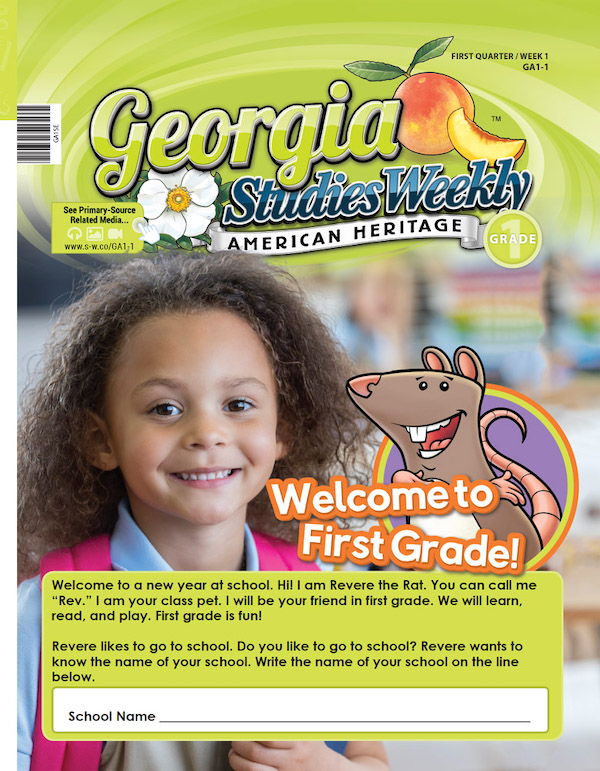 FIRST QUARTER / WEEK 1
GA1-1
Georgia
TM
Studies Weekly
AMERICAN HERITAGE
1
GRADE
GA1SE
See Primary-Source
Related Media...
www.s-w.co/GA1-1
Welcome to
First Grade!
Welcome to a new year at school. Hi! I am Revere the Rat. You can call me
“Rev.” I am your class pet. I will be your friend in first grade. We will learn,
read, and play. First grade is fun!
Revere likes to go to school. Do you like to go to school? Revere wants to
know the name of your school. Write the name of your school on the line
below.
School Name